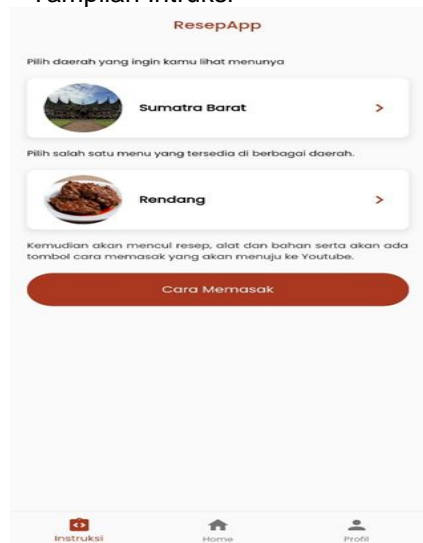 Tampilan Intruksi
ResepApp
Pilih daerah yang ingin kamu lihat menunya
Sumatra Barat
Pilih salah satu menu yang tersedia di berbagai daerah.
Rendang
Kemudian akan mencul resep, alat dan bahan serta akan ada
tombol cara memasak yang akan menuju ke Youtube.
Cara Memasak
Instruksi
Home
Profil